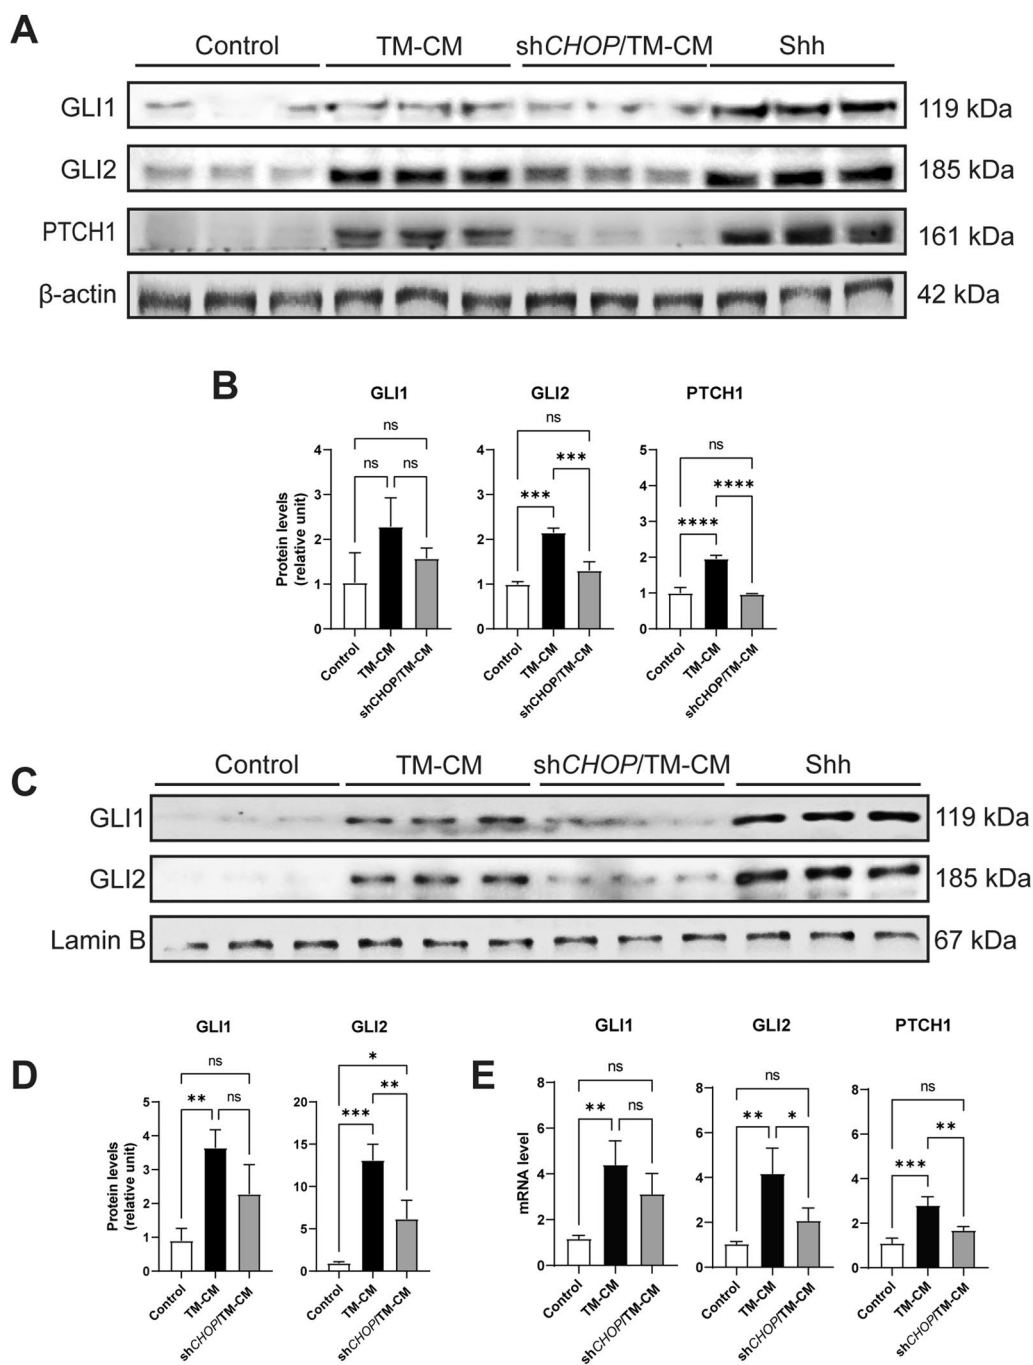 A
Control TM-CM shCHOP/TM-CM Shh
GLI1 119 kDa
GLI2 185 kDa
PTCH1 161 kDa
β-actin 42 kDa
B
GLI1 GLI2 PTCH1
ns ns ns
ns ns *** *** **** ****
Protein levels
(relative unit)
4 3 2 1 0
4 3 2 1 0
5 4 3 2 1 0
Control TM-CM shCHOP/TM-CM
Control TM-CM shCHOP/TM-CM
Control TM-CM shCHOP/TM-CM
C
Control TM-CM shCHOP/TM-CM Shh
GLI1 119 kDa
GLI2 185 kDa
Lamin B 67 kDa
D
GLI1 GLI2
ns *
** ns *** **
Protein levels
(relative unit)
5 4 3 2 1 0
20 15 10 5 0
Control TM-CM shCHOP/TM-CM
Control TM-CM shCHOP/TM-CM
E
GLI1 GLI2 PTCH1
ns ns ns
** ns ** * *** **
mRNA level
8 6 4 2 0
8 6 4 2 0
8 6 4 2 0
Control TM-CM shCHOP/TM-CM
Control TM-CM shCHOP/TM-CM
Control TM-CM shCHOP/TM-CM